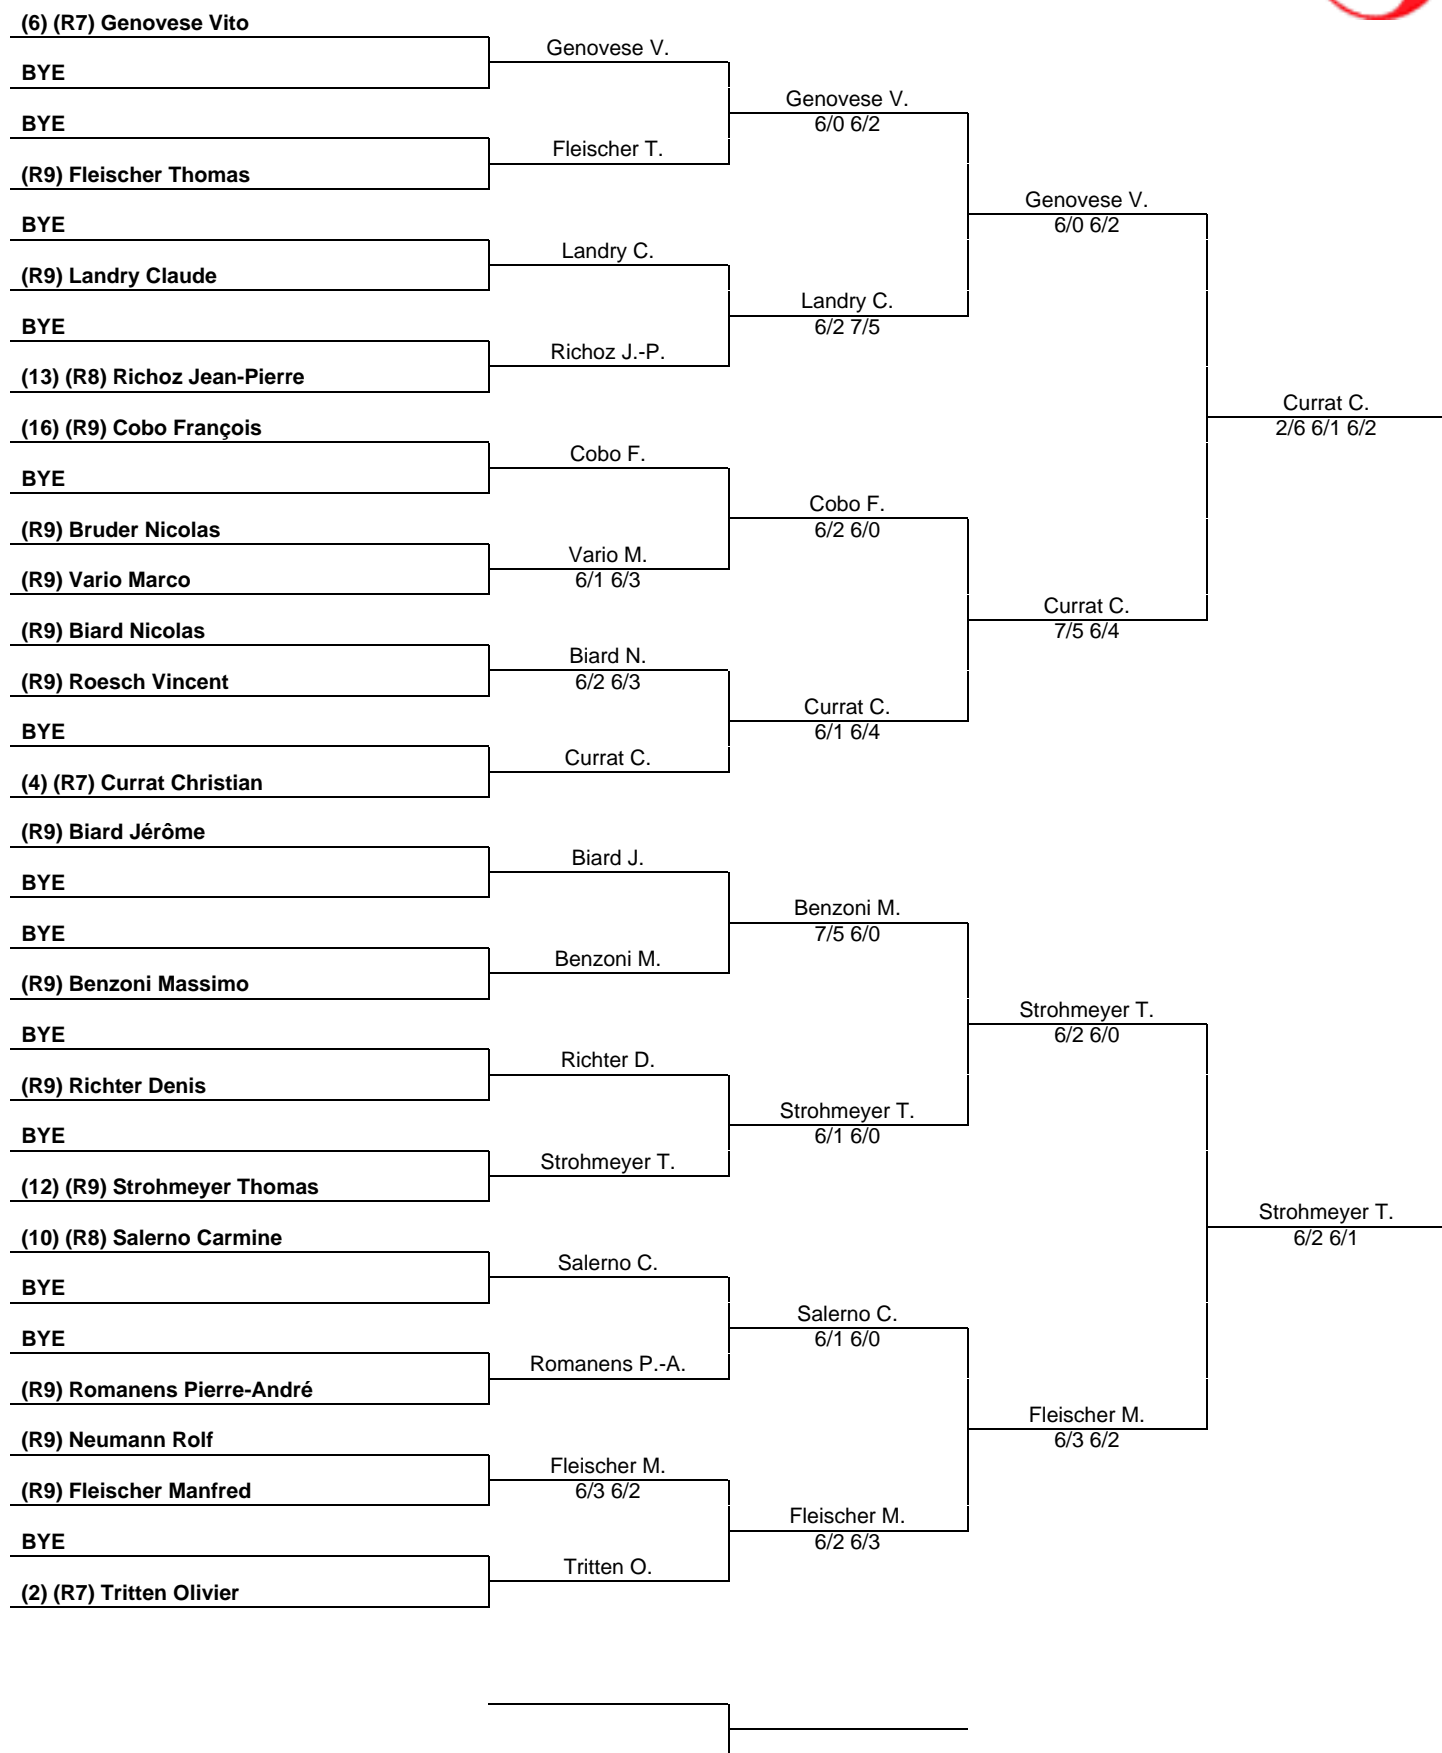 (6) (R7) Genovese Vito
BYE
BYE
(R9) Fleischer Thomas
BYE
(R9) Landry Claude
BYE
(13) (R8) Richoz Jean-Pierre
(16) (R9) Cobo François
BYE
(R9) Bruder Nicolas
(R9) Vario Marco
(R9) Biard Nicolas
(R9) Roesch Vincent
BYE
(4) (R7) Currat Christian
(R9) Biard Jérôme
BYE
BYE
(R9) Benzoni Massimo
BYE
(R9) Richter Denis
BYE
(12) (R9) Strohmeyer Thomas
(10) (R8) Salerno Carmine
BYE
BYE
(R9) Romanens Pierre-André
(R9) Neumann Rolf
(R9) Fleischer Manfred
BYE
(2) (R7) Tritten Olivier
Genovese V.
Fleischer T.
Landry C.
Richoz J.-P.
Cobo F.
Vario M.
6/1 6/3
Biard N.
6/2 6/3
Currat C.
Biard J.
Benzoni M.
Richter D.
Strohmeyer T.
Salerno C.
Romanens P.-A.
Fleischer M.
6/3 6/2
Tritten O.
Genovese V.
6/0 6/2
Landry C.
6/2 7/5
Cobo F.
6/2 6/0
Currat C.
6/1 6/4
Benzoni M.
7/5 6/0
Strohmeyer T.
6/1 6/0
Salerno C.
6/1 6/0
Fleischer M.
6/2 6/3
Genovese V.
6/0 6/2
Currat C.
7/5 6/4
Strohmeyer T.
6/2 6/0
Fleischer M.
6/3 6/2
Currat C.
2/6 6/1 6/2
Strohmeyer T.
6/2 6/1